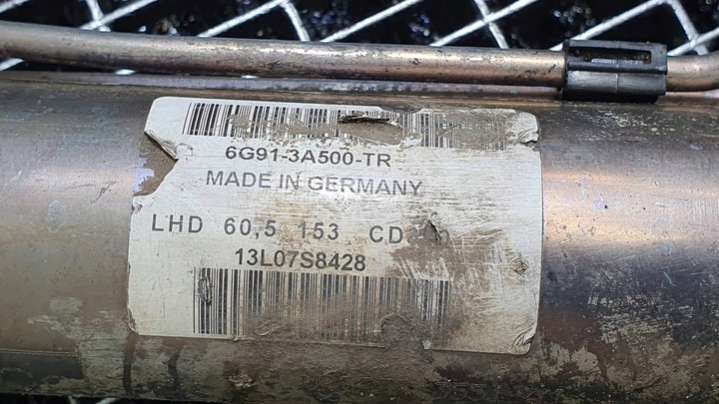 6G91-3A500-TR
MADE IN GERMANY
LHD 60,5 153 CD
13L07S8428